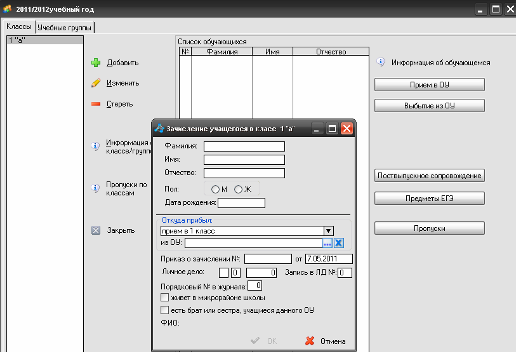 2011/2012учебный год
Классы Учебные группы
1 "а"
Добавить
Изменить
Стереть
Информация о
классе/группе
Пропуски по
классам
Закрыть
Список обучающихся
№ Фамилия Имя Отчество
Информация об обучающемся
Прием в ОУ
Выбытие из ОУ
Поствыпускное сопровождение
Предметы ЕГЭ
Пропуски
Зачисление учащегося в класс 1"а"
Фамилия:
Имя:
Отчество:
Пол: М Ж
Дата рождения:
Откуда прибыл:
прием в 1 класс
из ОУ: ...
Приказ о зачислении №: от 7.05.2011
Личное дело: 0 0 Запись в ЛД № 0
Порядковый № в журнале: 0
живет в микрорайоне школы
есть брат или сестра, учащиеся данного ОУ
ФИО:
ОК Отмена